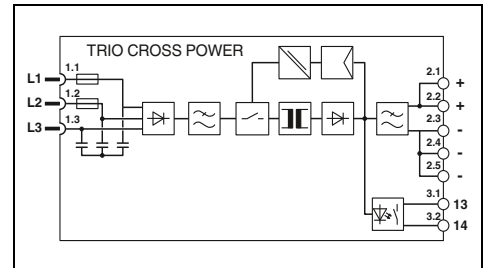 TRIO CROSS POWER
L1 1.1
L2 1.2
L3 1.3
2.1 +
2.2 +
2.3 -
2.4 -
2.5 -
3.1 13
3.2 14